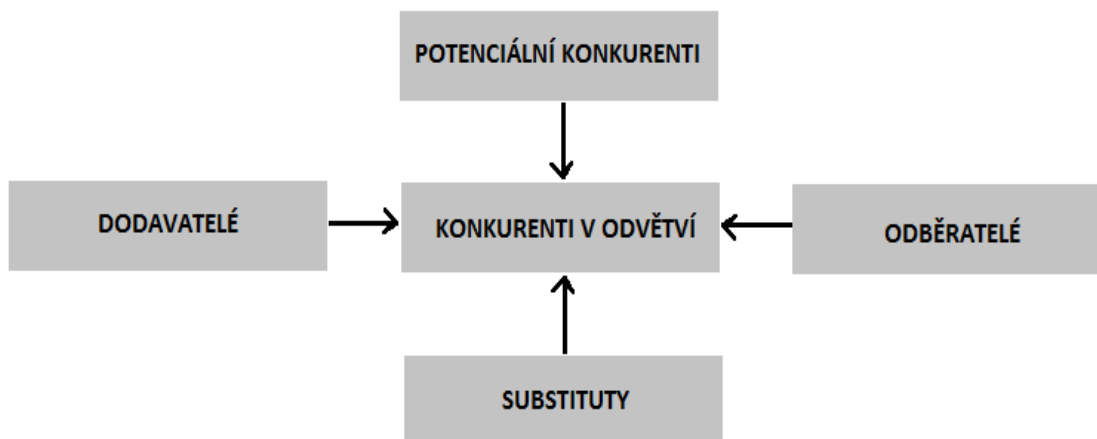 POTENCIÁLNÍ KONKURENTI
DODAVATELÉ
KONKURENTI V ODVĚTVÍ
ODBĚRATELÉ
SUBSTITUTY